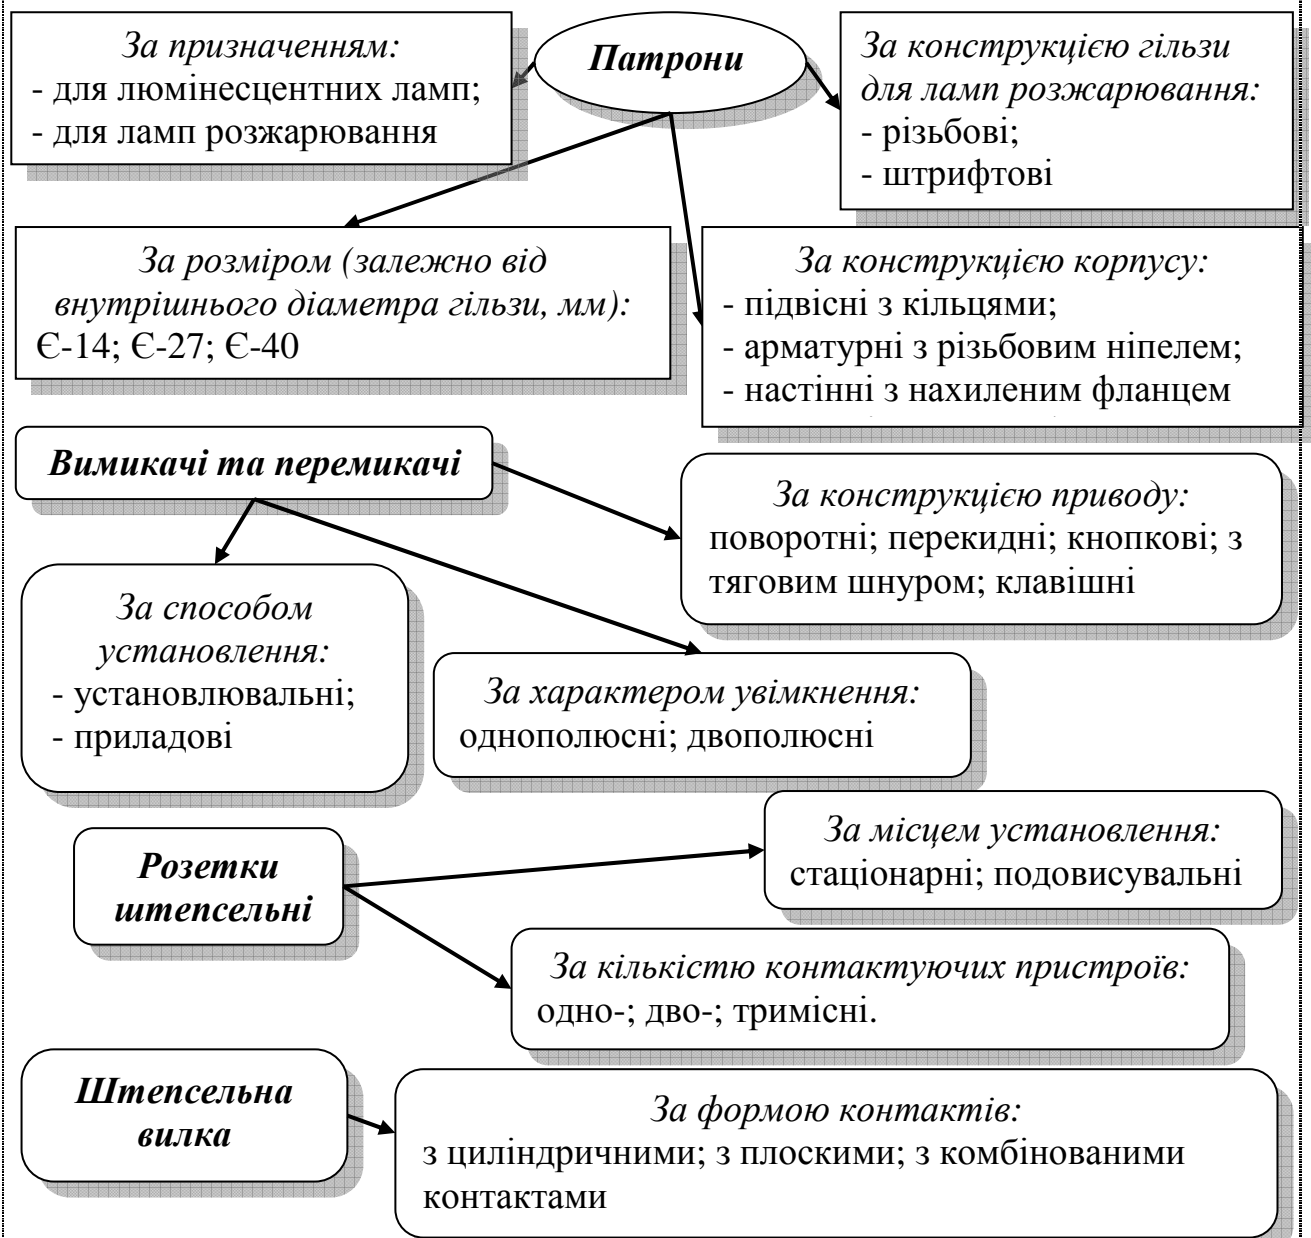 За призначенням:
- для люмінесцентних ламп;
- для ламп розжарювання
Патрони
За конструкцією гільзи
для ламп розжарювання:
- різьбові;
- штрифтові
За розміром (залежно від
внутрішнього діаметра гільзи, мм):
Є-14; Є-27; Є-40
За конструкцією корпусу:
- підвісні з кільцями;
- арматурні з різьбовим ніпелем;
- настінні з нахиленим фланцем
Вимикачі та перемикачі
За конструкцією приводу:
поворотні; перекидні; кнопкові; з
тяговим шнуром; клавішні
За способом
установлення:
- установлювальні;
- приладові
За характером увімкнення:
однополюсні; двополюсні
Розетки
штепсельні
За місцем установлення:
стаціонарні; подовисувальні
За кількістю контактуючих пристроїв:
одно-; дво-; тримісні.
Штепсельна
вилка
За формою контактів:
з циліндричними; з плоскими; з комбінованими
контактами